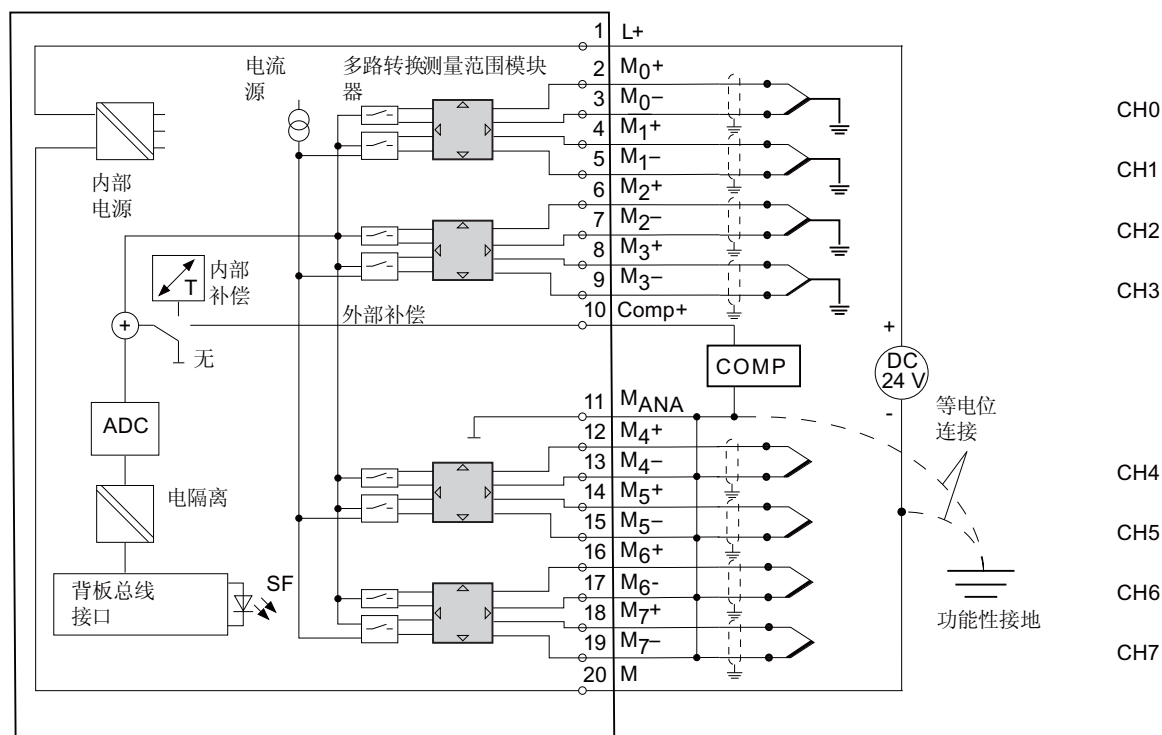 1 L+
电流
源
多路转换
器
测量范围模块
2 M0+
3 M0−
CH0
4 M1+
5 M1−
CH1
内部
电源
6 M2+
7 M2−
CH2
8 M3+
9 M3−
CH3
T
内部
补偿
10 Comp+
外部补偿
+
无
+
DC
24 V
-
COMP
11 MANA
等电位
连接
ADC
12 M4+
13 M4−
CH4
电隔离
14 M5+
15 M5−
CH5
16 M6+
17 M6-
CH6
背板总线
接口
SF
18 M7+
功能性接地
19 M7−
CH7
20 M